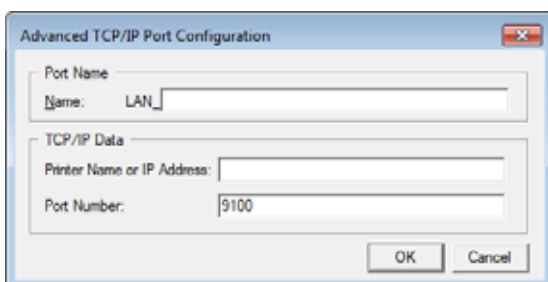 Advanced TCP/IP Port Configuration
Port Name
Name: LAN_
TCP/IP Data
Printer Name or IP Address:
Port Number: 9100
OK Cancel